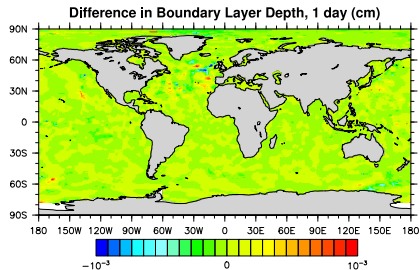 Difference in Boundary Layer Depth, 1 day (cm)
90N
60N
30N
0
30S
60S
90S
180 150W 120W 90W 60W 30W 0 30E 60E 90E 120E 150E 180
−10⁻³ 0 10⁻³